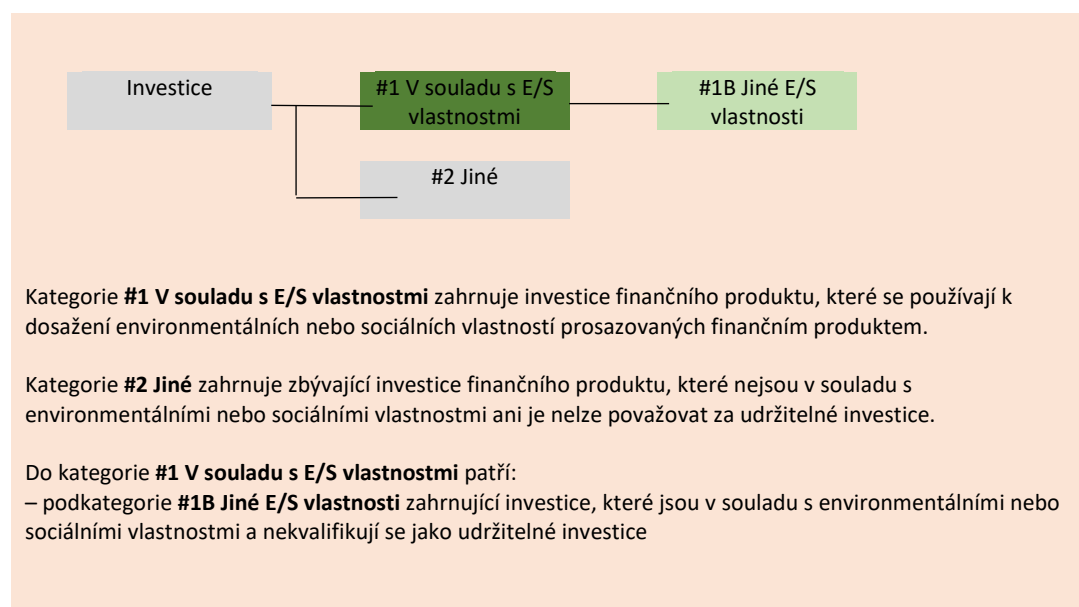 Investice
#1 V souladu s E/S
vlastnostmi
#1B Jiné E/S
vlastnosti
#2 Jiné
Kategorie #1 V souladu s E/S vlastnostmi zahrnuje investice finančního produktu, které se používají k
dosažení environmentálních nebo sociálních vlastností prosazovaných finančním produktem.
Kategorie #2 Jiné zahrnuje zbývající investice finančního produktu, které nejsou v souladu s
environmentálními nebo sociálními vlastnostmi ani je nelze považovat za udržitelné investice.
Do kategorie #1 V souladu s E/S vlastnostmi patří:
– podkategorie #1B Jiné E/S vlastnosti zahrnující investice, které jsou v souladu s environmentálními nebo
sociálními vlastnostmi a nekvalifikují se jako udržitelné investice